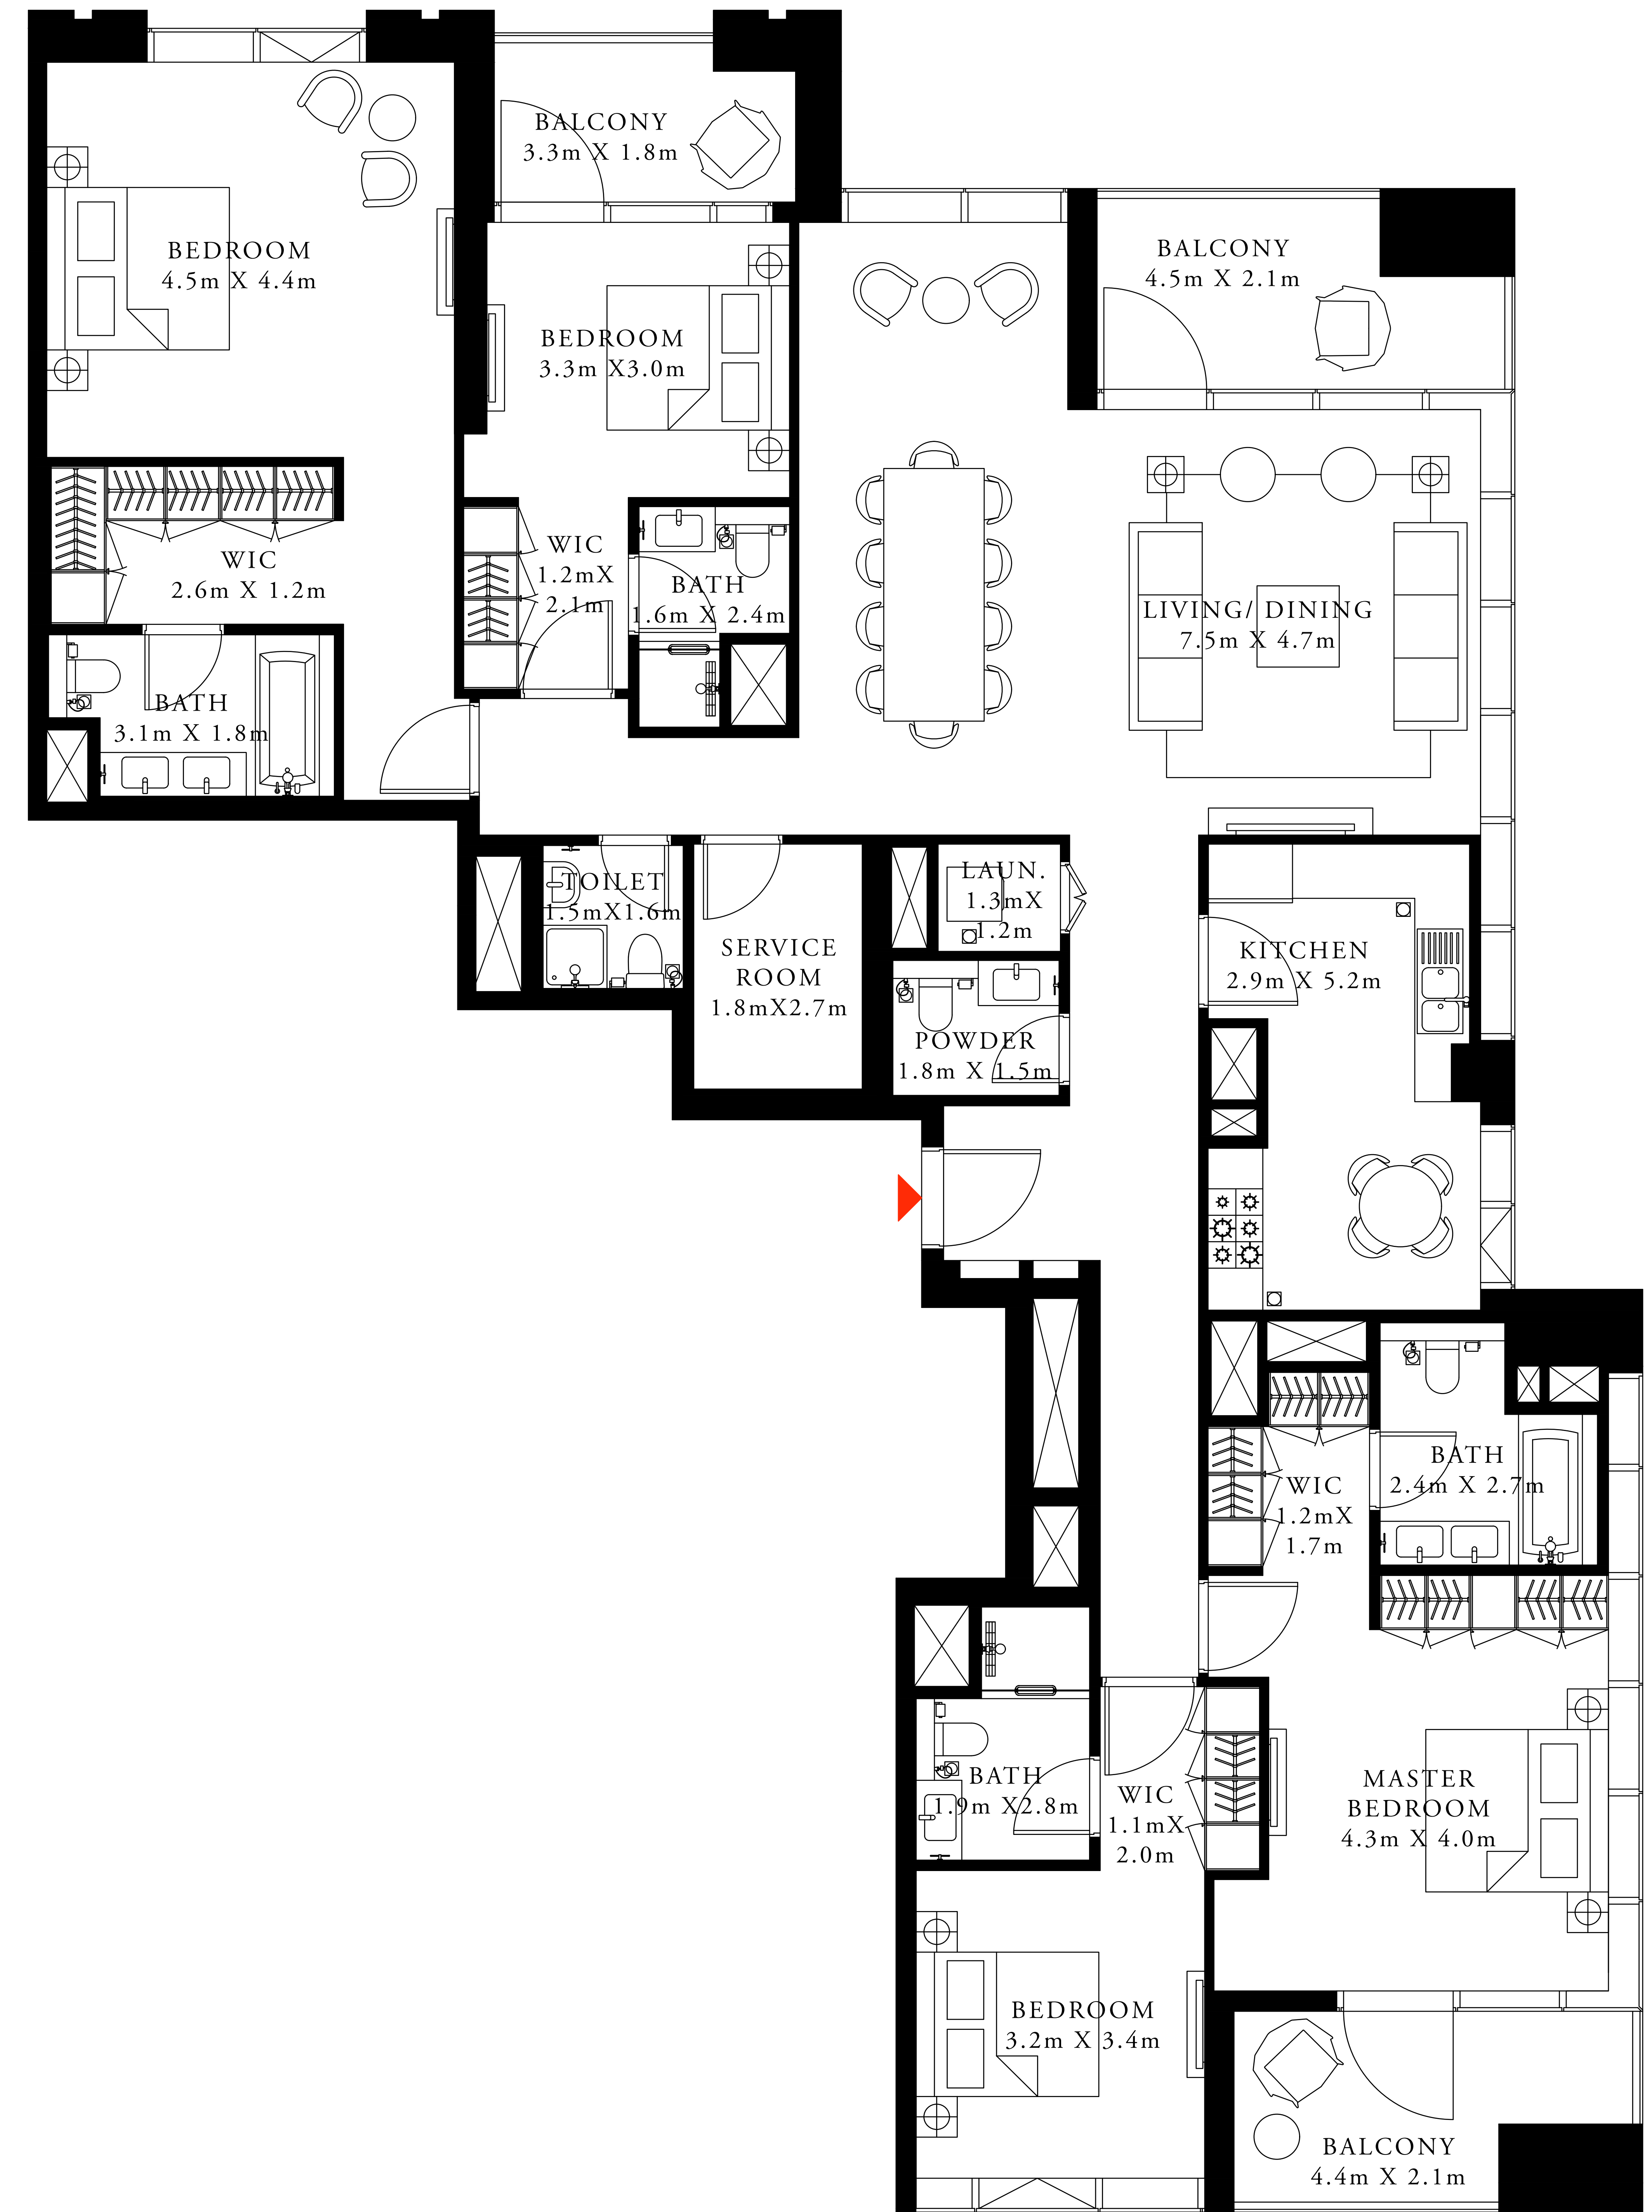 BALCONY
3.3m X 1.8m
BEDROOM
4.5m X 4.4m
BALCONY
4.5m X 2.1m
BEDROOM
3.3m X3.0m
WIC
2.6m X 1.2m
WIC
1.2mX
2.1m
BATH
1.6m X 2.4m
LIVING/ DINING
7.5m X 4.7m
BATH
3.1m X 1.8m
TOILET
1.5mX1.6m
LAUN.
1.3mX
1.2m
SERVICE
ROOM
1.8mX2.7m
KITCHEN
2.9m X 5.2m
POWDER
1.8m X 1.5m
BATH
2.4m X 2.7m
WIC
1.2mX
1.7m
BATH
1.9m X2.8m
WIC
1.1mX
2.0m
MASTER
BEDROOM
4.3m X 4.0m
BEDROOM
3.2m X 3.4m
BALCONY
4.4m X 2.1m